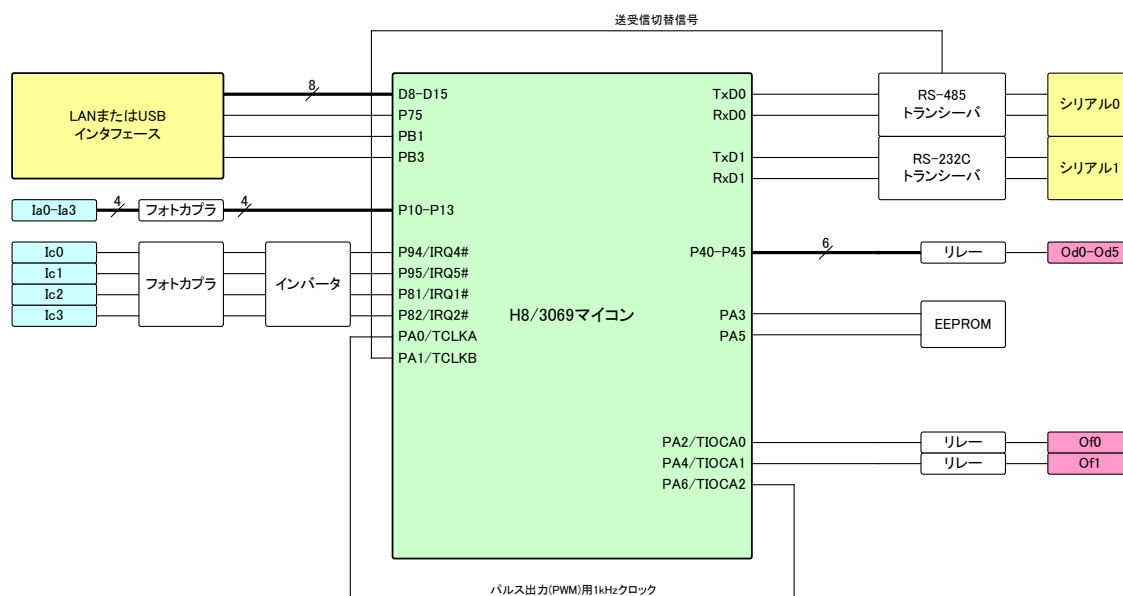 送受信切替信号
8
LANまたはUSB
インタフェース
D8-D15
P75
PB1
PB3
TxD0
RxD0
RS-485
トランシーバ
シリアル0
TxD1
RxD1
RS-232C
トランシーバ
シリアル1
Ia0-Ia3
4
フォトカプラ
4
P10-P13
Ic0
Ic1
Ic2
Ic3
フォトカプラ
インバータ
P94/IRQ4#
P95/IRQ5#
P81/IRQ1#
P82/IRQ2#
PA0/TCLKA
PA1/TCLKB
H8/3069マイコン
P40-P45
6
リレー
Od0-Od5
PA3
PA5
EEPROM
PA2/TIOCA0
リレー
Of0
PA4/TIOCA1
リレー
Of1
PA6/TIOCA2
パルス出力(PWM)用1kHzクロック